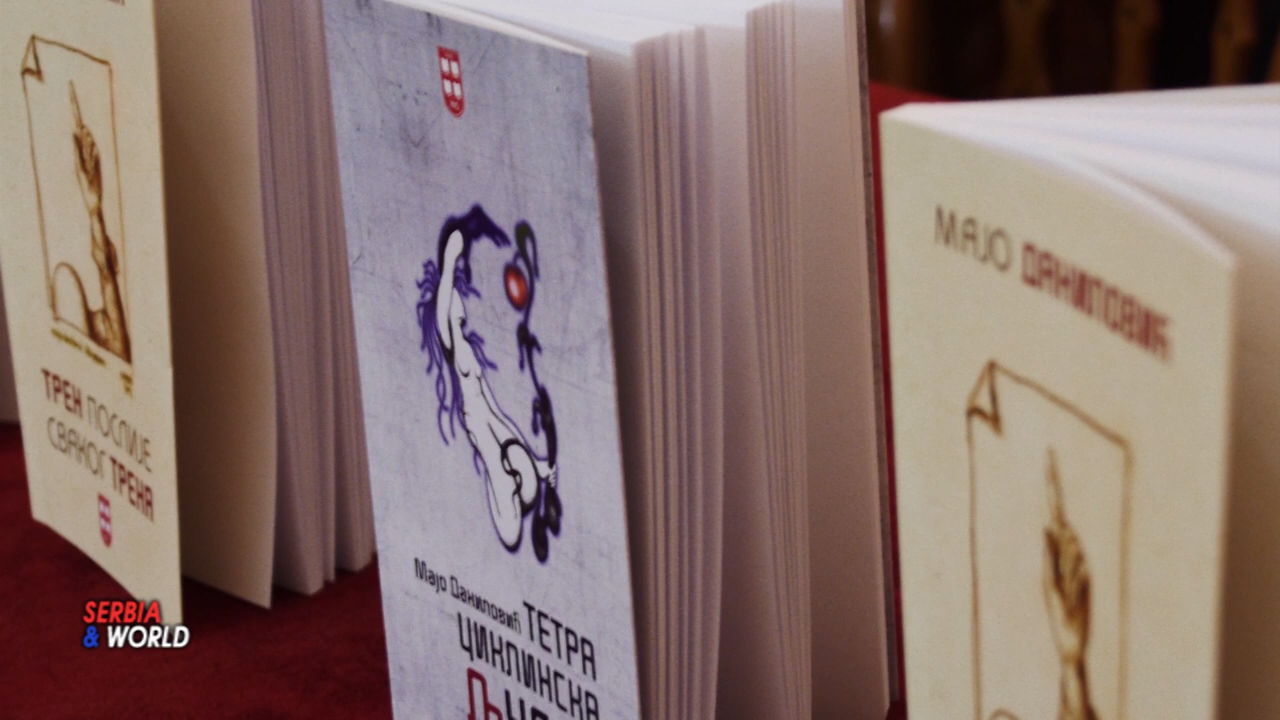 ТРЕН ПОСЛИЈЕ
СВАКОГ ТРЕНА
Мајо Даниловић ТЕТРА
ЦИКЛИНСКА
МАЈО ДАНИЛОВИЋ
SERBIA
& WORLD